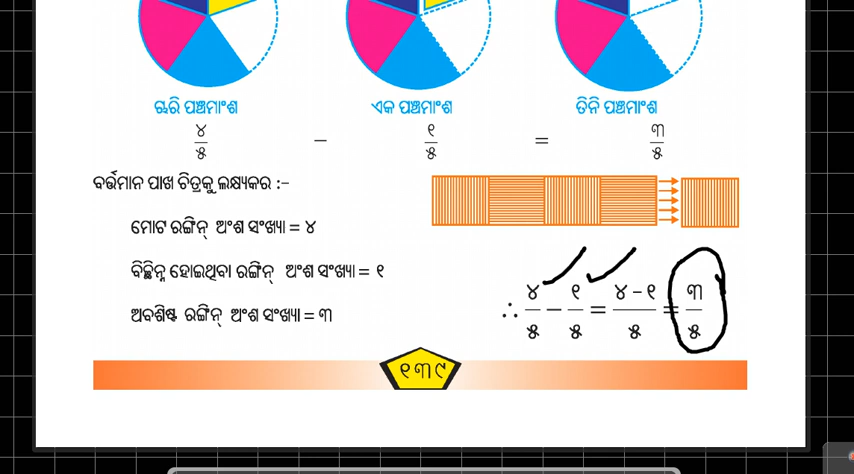 ଚାରି ପଞ୍ଚମାଂଶ ଏକ ପଞ୍ଚମାଂଶ ତିନି ପଞ୍ଚମାଂଶ
୪/୫ − ୧/୫ = ୩/୫
ବର୍ତ୍ତମାନ ପାଖ ଚିତ୍ରକୁ ଲକ୍ଷ୍ୟକର :-
ମୋଟ ରଙ୍ଗିନ୍ ଅଂଶ ସଂଖ୍ୟା = ୪
ବିଚ୍ଛିନ୍ନ ହୋଇଥିବା ରଙ୍ଗିନ୍ ଅଂଶ ସଂଖ୍ୟା = ୧
ଅବଶିଷ୍ଟ ରଙ୍ଗିନ୍ ଅଂଶ ସଂଖ୍ୟା = ୩
∴ ୪/୫ − ୧/୫ = ୪−୧/୫ = ୩/୫
୧୩୯